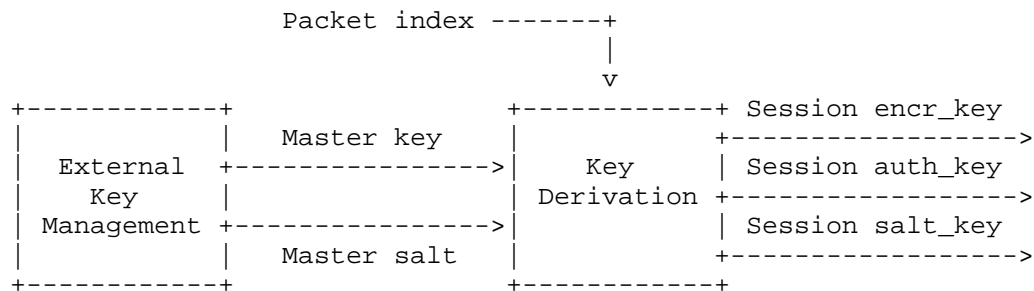 Packet index -------+
|
v
+------------+ +------------+ Session encr_key
| | Master key | +------------------>
| External +---------------->| Key | Session auth_key
| Key | | Derivation +------------------>
| Management +---------------->| | Session salt_key
| | Master salt | +------------------>
+------------+ +------------+